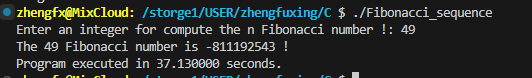 zhengfx@MixCloud: /storge1/USER/zhengfuxing/C $ ./Fibonacci_sequence
Enter an integer for compute the n Fibonacci number !: 49
The 49 Fibonacci number is -811192543 !
Program executed in 37.130000 seconds.